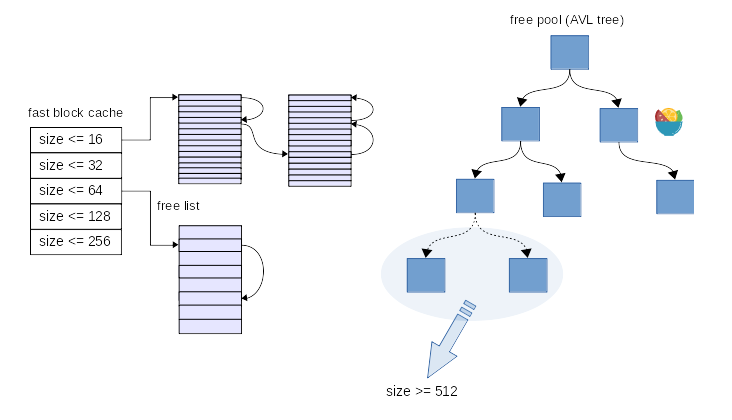 free pool (AVL tree)
fast block cache
size <= 16
size <= 32
size <= 64
size <= 128
size <= 256
free list
size >= 512